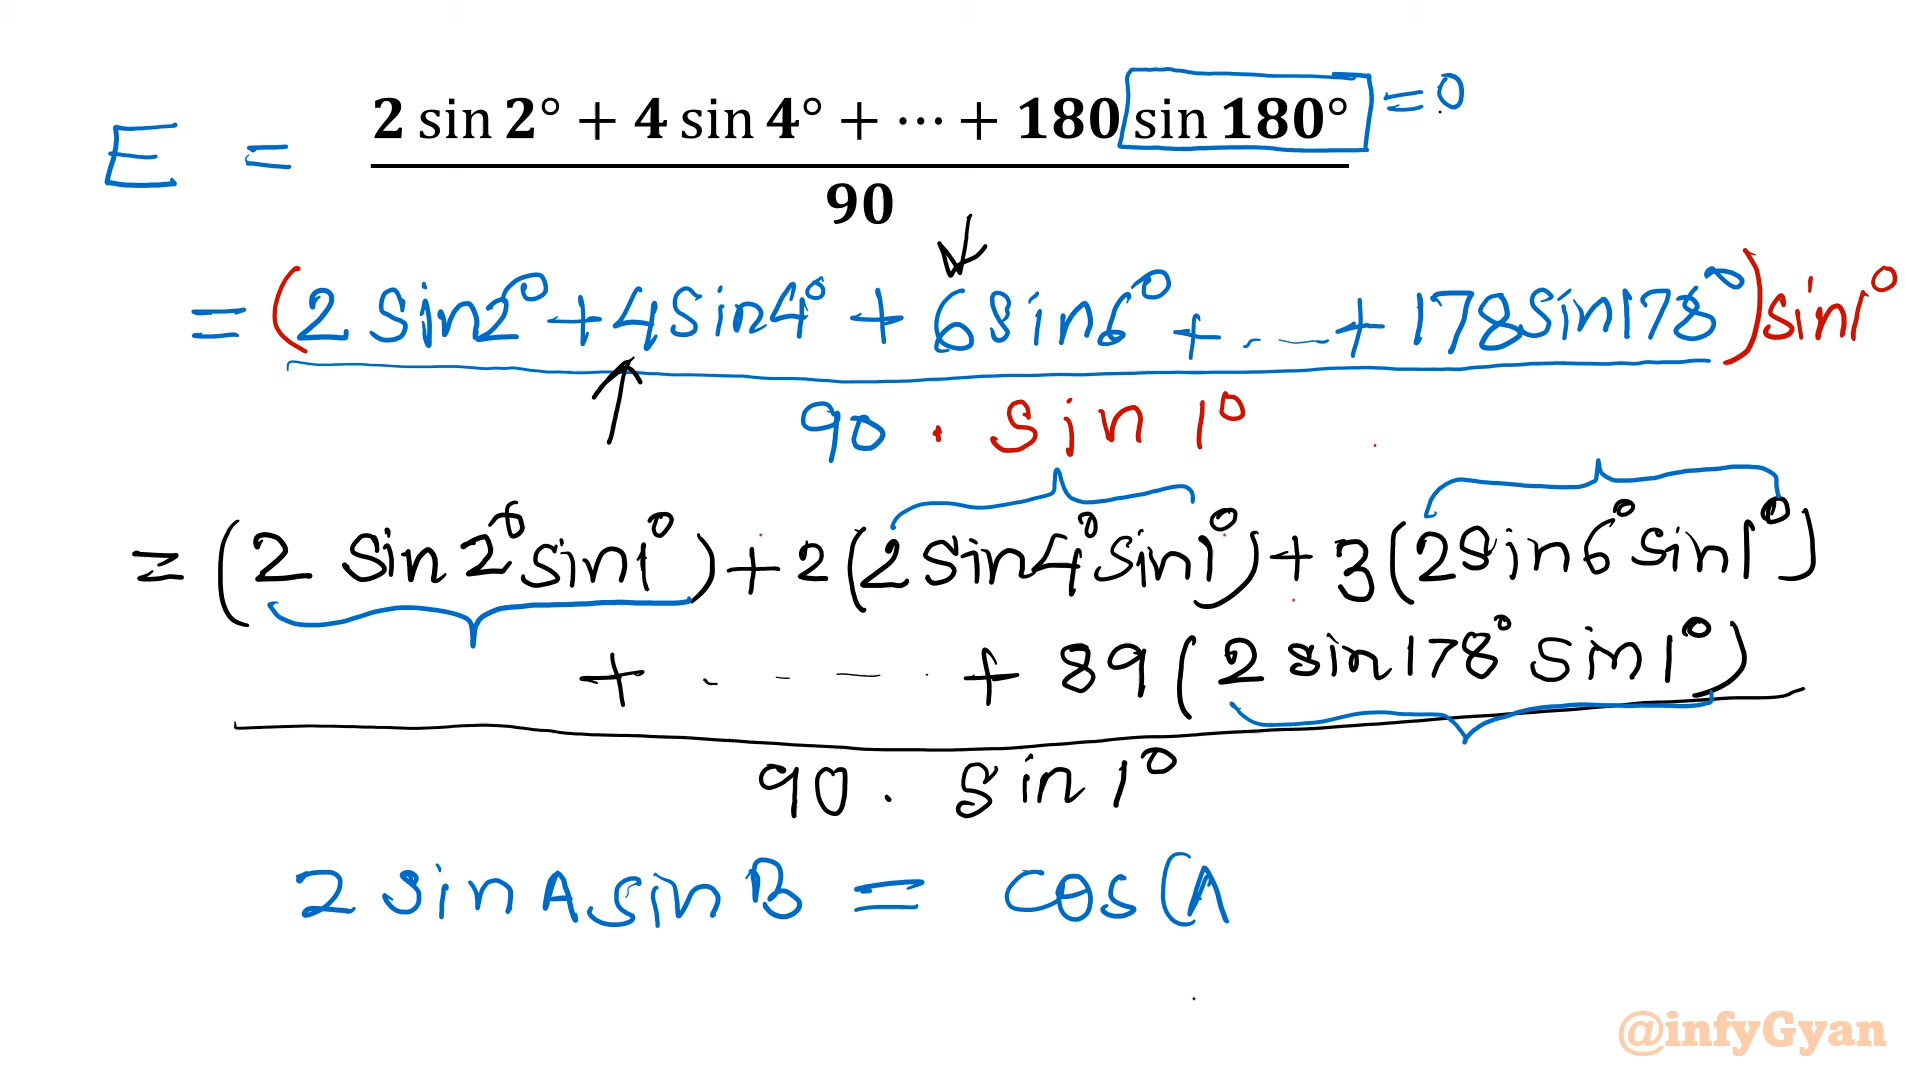 E = (2 sin 2° + 4 sin 4° + ⋯ + 180 sin 180°)/90 = 0
= (2 sin2° + 4 sin4° + 6 sin6° + ..... + 178 sin178°) sin1°
90 . sin 1°
= (2 sin 2° sin1°) + 2 (2 sin4° sin1°) + 3 (2 sin6° sin1°)
+ ...... + 89 (2 sin178° sin1°)
90 . sin 1°
2 sin A sin B = cos (A
@infyGyan